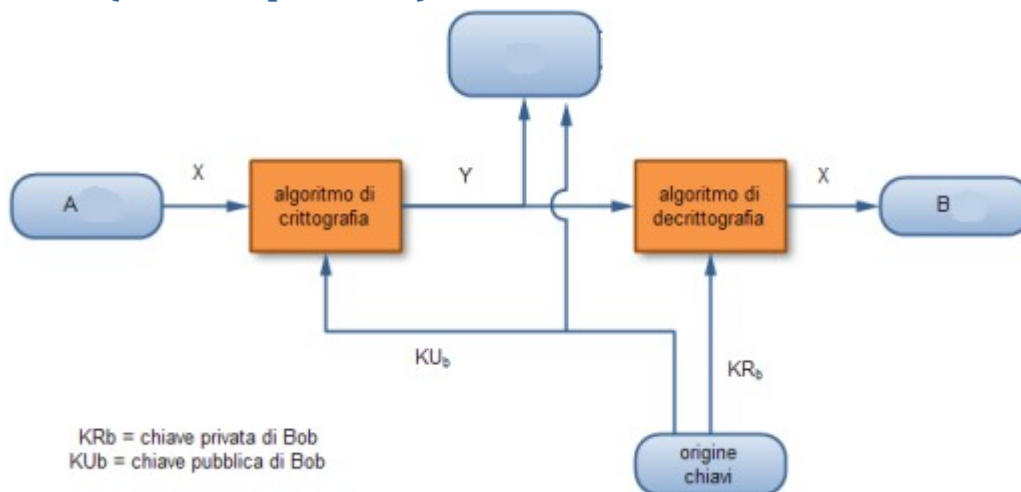 X
Y
X
A
algoritmo di
crittografia
algoritmo di
decrittografia
B
KUb
KRb
KRb = chiave privata di Bob
KUb = chiave pubblica di Bob
origine
chiavi